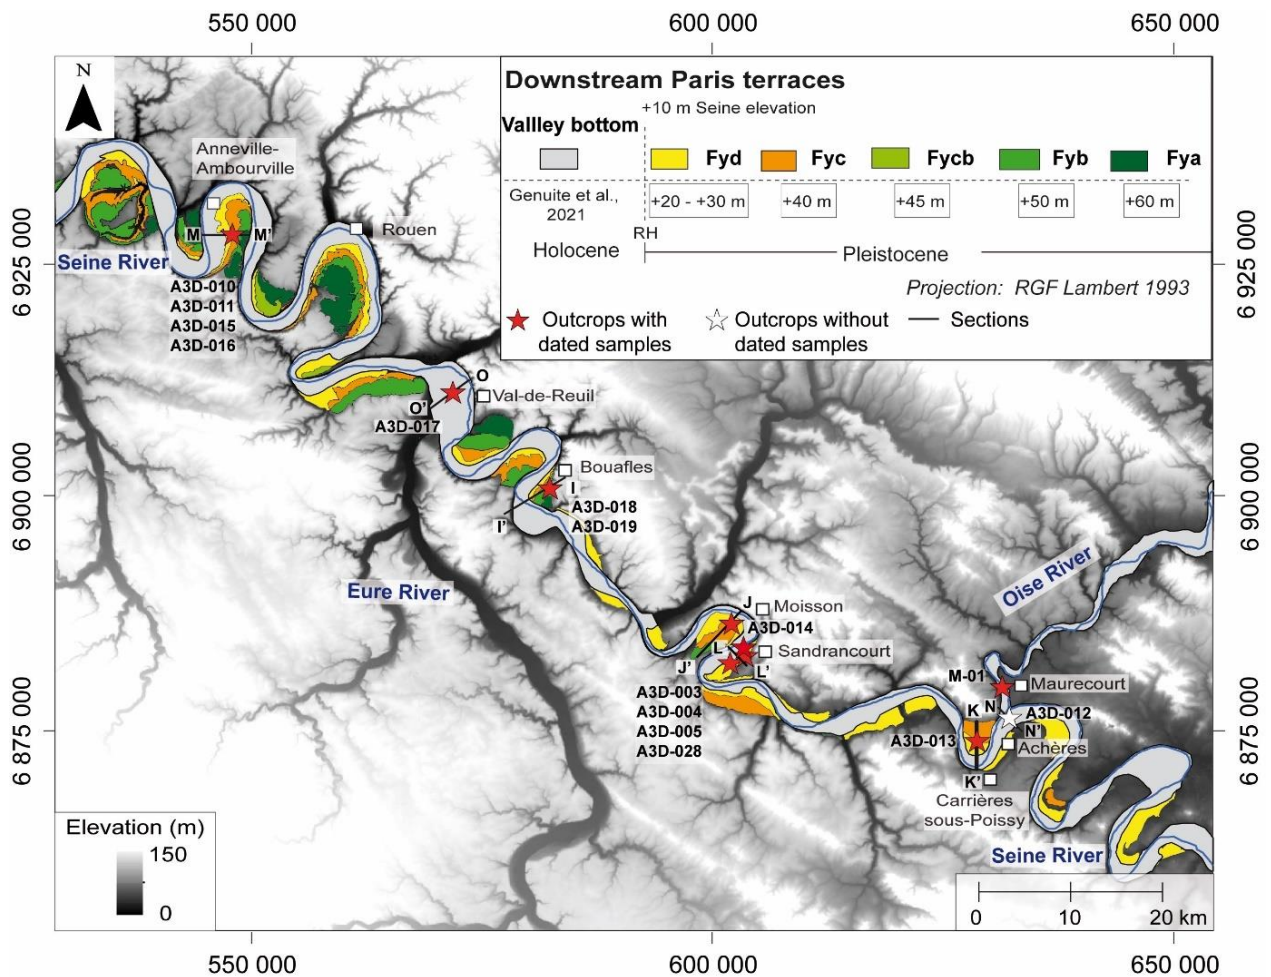 550 000
600 000
650 000
N
Downstream Paris terraces
+10 m Seine elevation
Vallley bottom
Fyd
Fyc
Fycb
Fyb
Fya
Genuite et al.,
2021
+20 - +30 m
+40 m
+45 m
+50 m
+60 m
RH
Holocene
Pleistocene
Projection: RGF Lambert 1993
Outcrops with
dated samples
Outcrops without
dated samples
Sections
6 925 000
6 925 000
Anneville-
Ambourville
M
M'
Rouen
Seine River
A3D-010
A3D-011
A3D-015
A3D-016
O
Val-de-Reuil
O'
A3D-017
Bouafles
I
A3D-018
I'
A3D-019
6 900 000
6 900 000
Eure River
Oise River
J
Moisson
A3D-014
L
Sandrancourt
J'
L'
A3D-003
A3D-004
A3D-005
A3D-028
M-01
Maurecourt
K
N
A3D-012
N'
A3D-013
Achères
K'
Carrières
sous-Poissy
6 875 000
6 875 000
Seine River
Elevation (m)
150
0
0
10
20 km
550 000
600 000
650 000